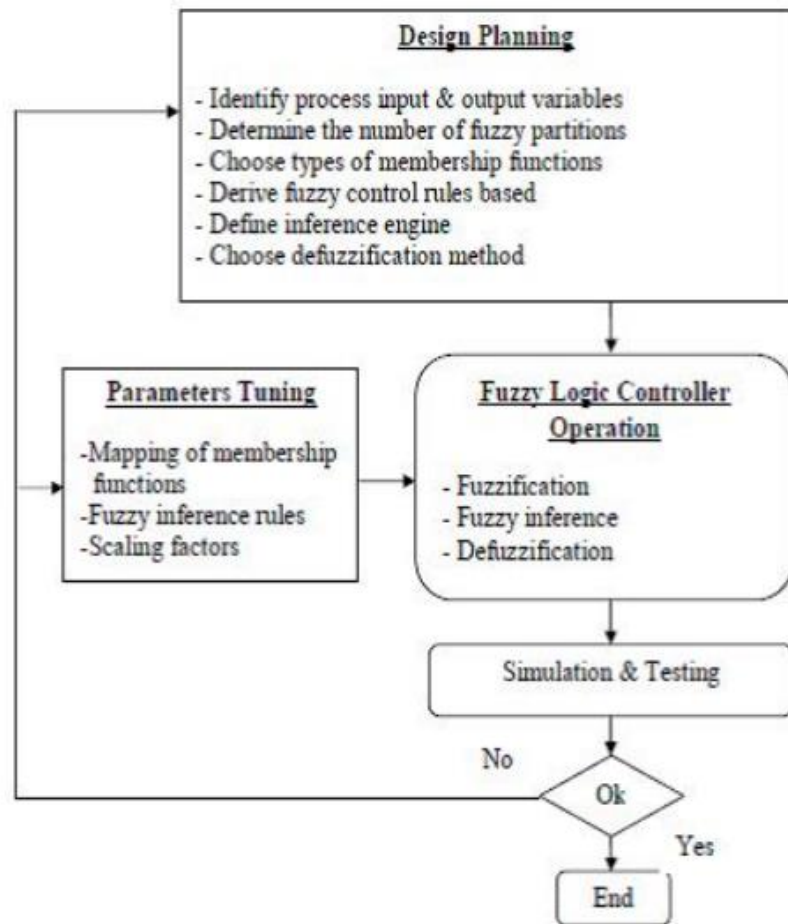 Design Planning
- Identify process input & output variables
- Determine the number of fuzzy partitions
- Choose types of membership functions
- Derive fuzzy control rules based
- Define inference engine
- Choose defuzzification method
Parameters Tuning
-Mapping of membership
functions
-Fuzzy inference rules
-Scaling factors
Fuzzy Logic Controller
Operation
- Fuzzification
- Fuzzy inference
- Defuzzification
Simulation & Testing
No
Ok
Yes
End